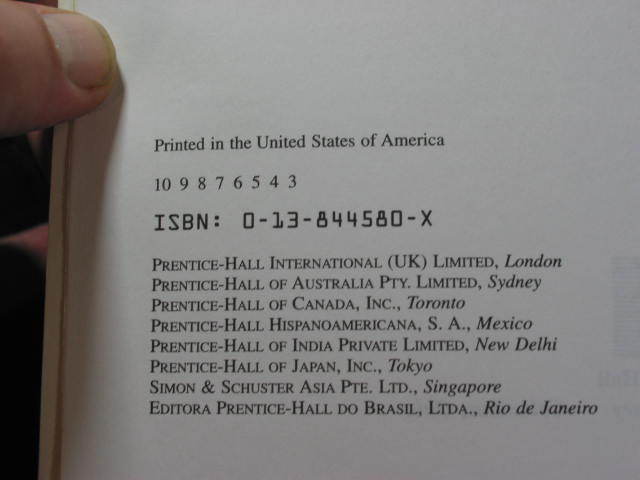 Printed in the United States of America
10 9 8 7 6 5 4 3
ISBN: 0-13-844580-X
PRENTICE-HALL INTERNATIONAL (UK) LIMITED, London
PRENTICE-HALL OF AUSTRALIA PTY. LIMITED, Sydney
PRENTICE-HALL OF CANADA, INC., Toronto
PRENTICE-HALL HISPANOAMERICANA, S. A., Mexico
PRENTICE-HALL OF INDIA PRIVATE LIMITED, New Delhi
PRENTICE-HALL OF JAPAN, INC., Tokyo
SIMON & SCHUSTER ASIA PTE. LTD., Singapore
EDITORA PRENTICE-HALL DO BRASIL, LTDA., Rio de Janeiro